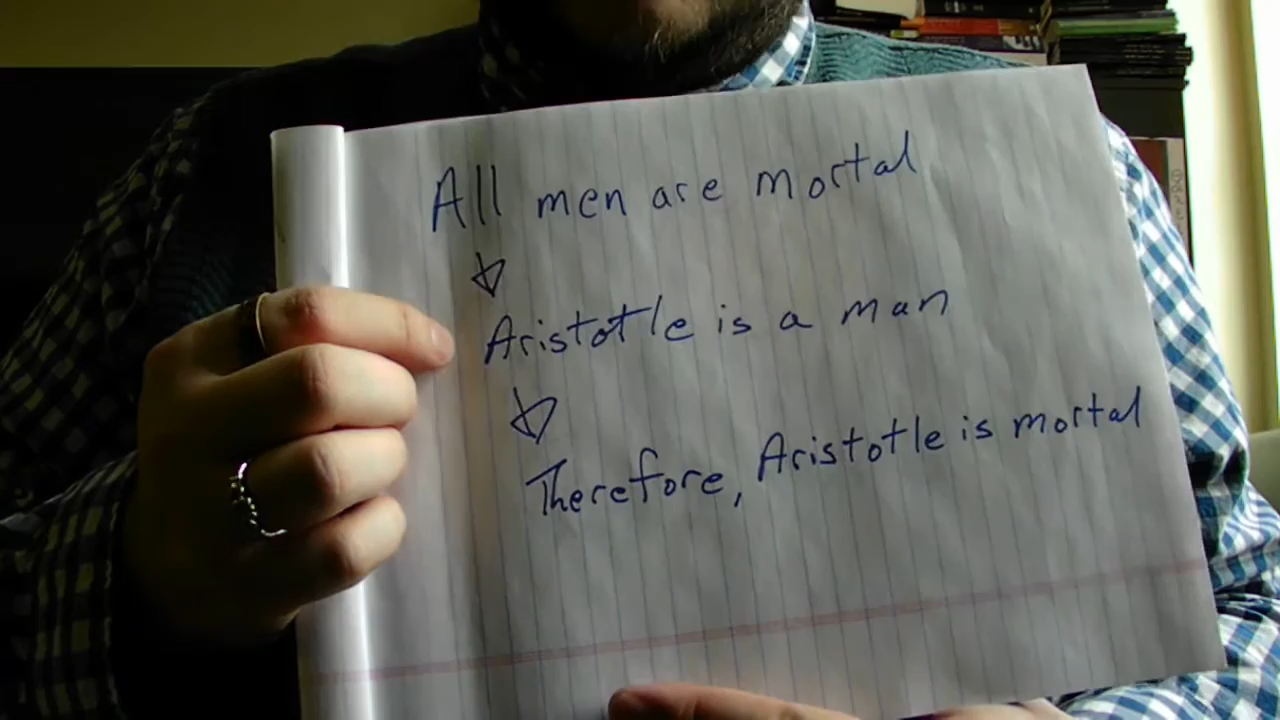 All men are mortal
Aristotle is a man
Therefore, Aristotle is mortal